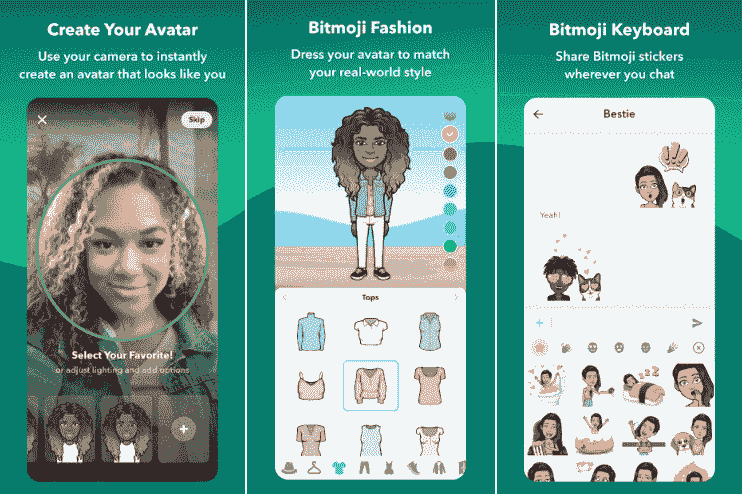 Create Your Avatar
Use your camera to instantly
create an avatar that looks like you
Skip
Select Your Favorite!
or adjust lighting and add options
Bitmoji Fashion
Dress your avatar to match
your real-world style
Tops
Bitmoji Keyboard
Share Bitmoji stickers
wherever you chat
Bestie
Yeah!